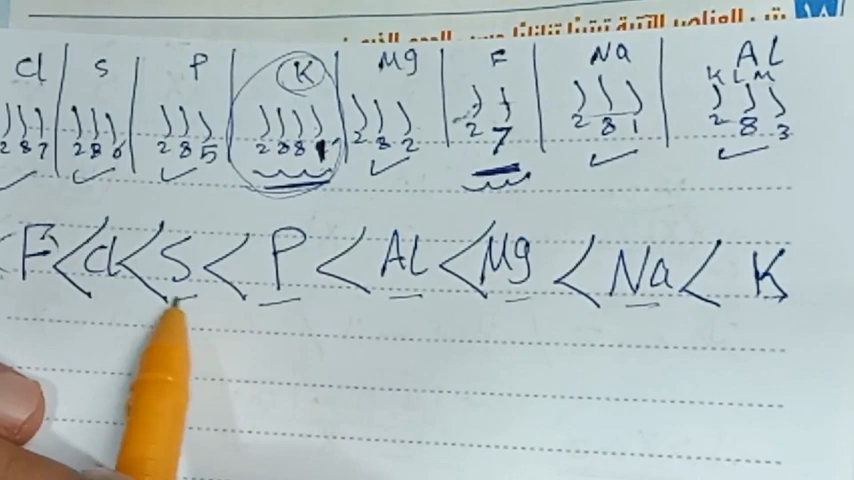 العناصر الآتية
Cl S P K Mg F Na AL
K L M
2 8 7 2 8 6 2 8 5 2 8 8 1 2 8 2 2 7 2 8 1 2 8 3
F < Cl < S < P < AL < Mg < Na < K